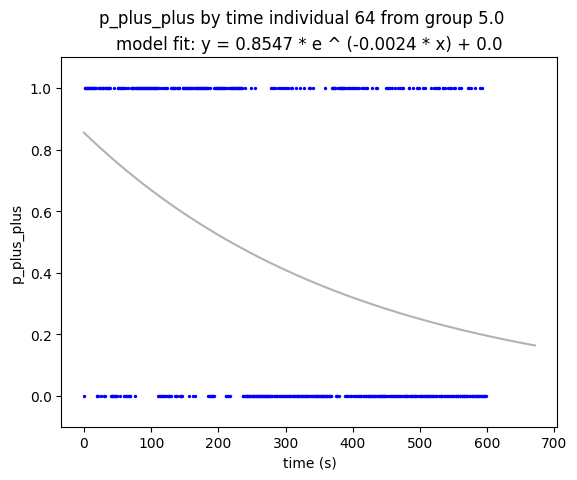 p_plus_plus by time individual 64 from group 5.0
model fit: y = 0.8547 * e ^ (-0.0024 * x) + 0.0
1.0
0.8
0.6
0.4
0.2
0.0
p_plus_plus
0 100 200 300 400 500 600 700
time (s)